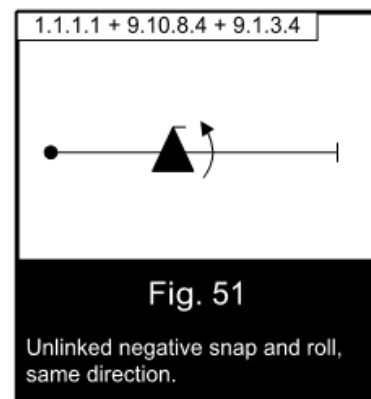 1.1.1.1 + 9.10.8.4 + 9.1.3.4
Fig. 51
Unlinked negative snap and roll,
same direction.